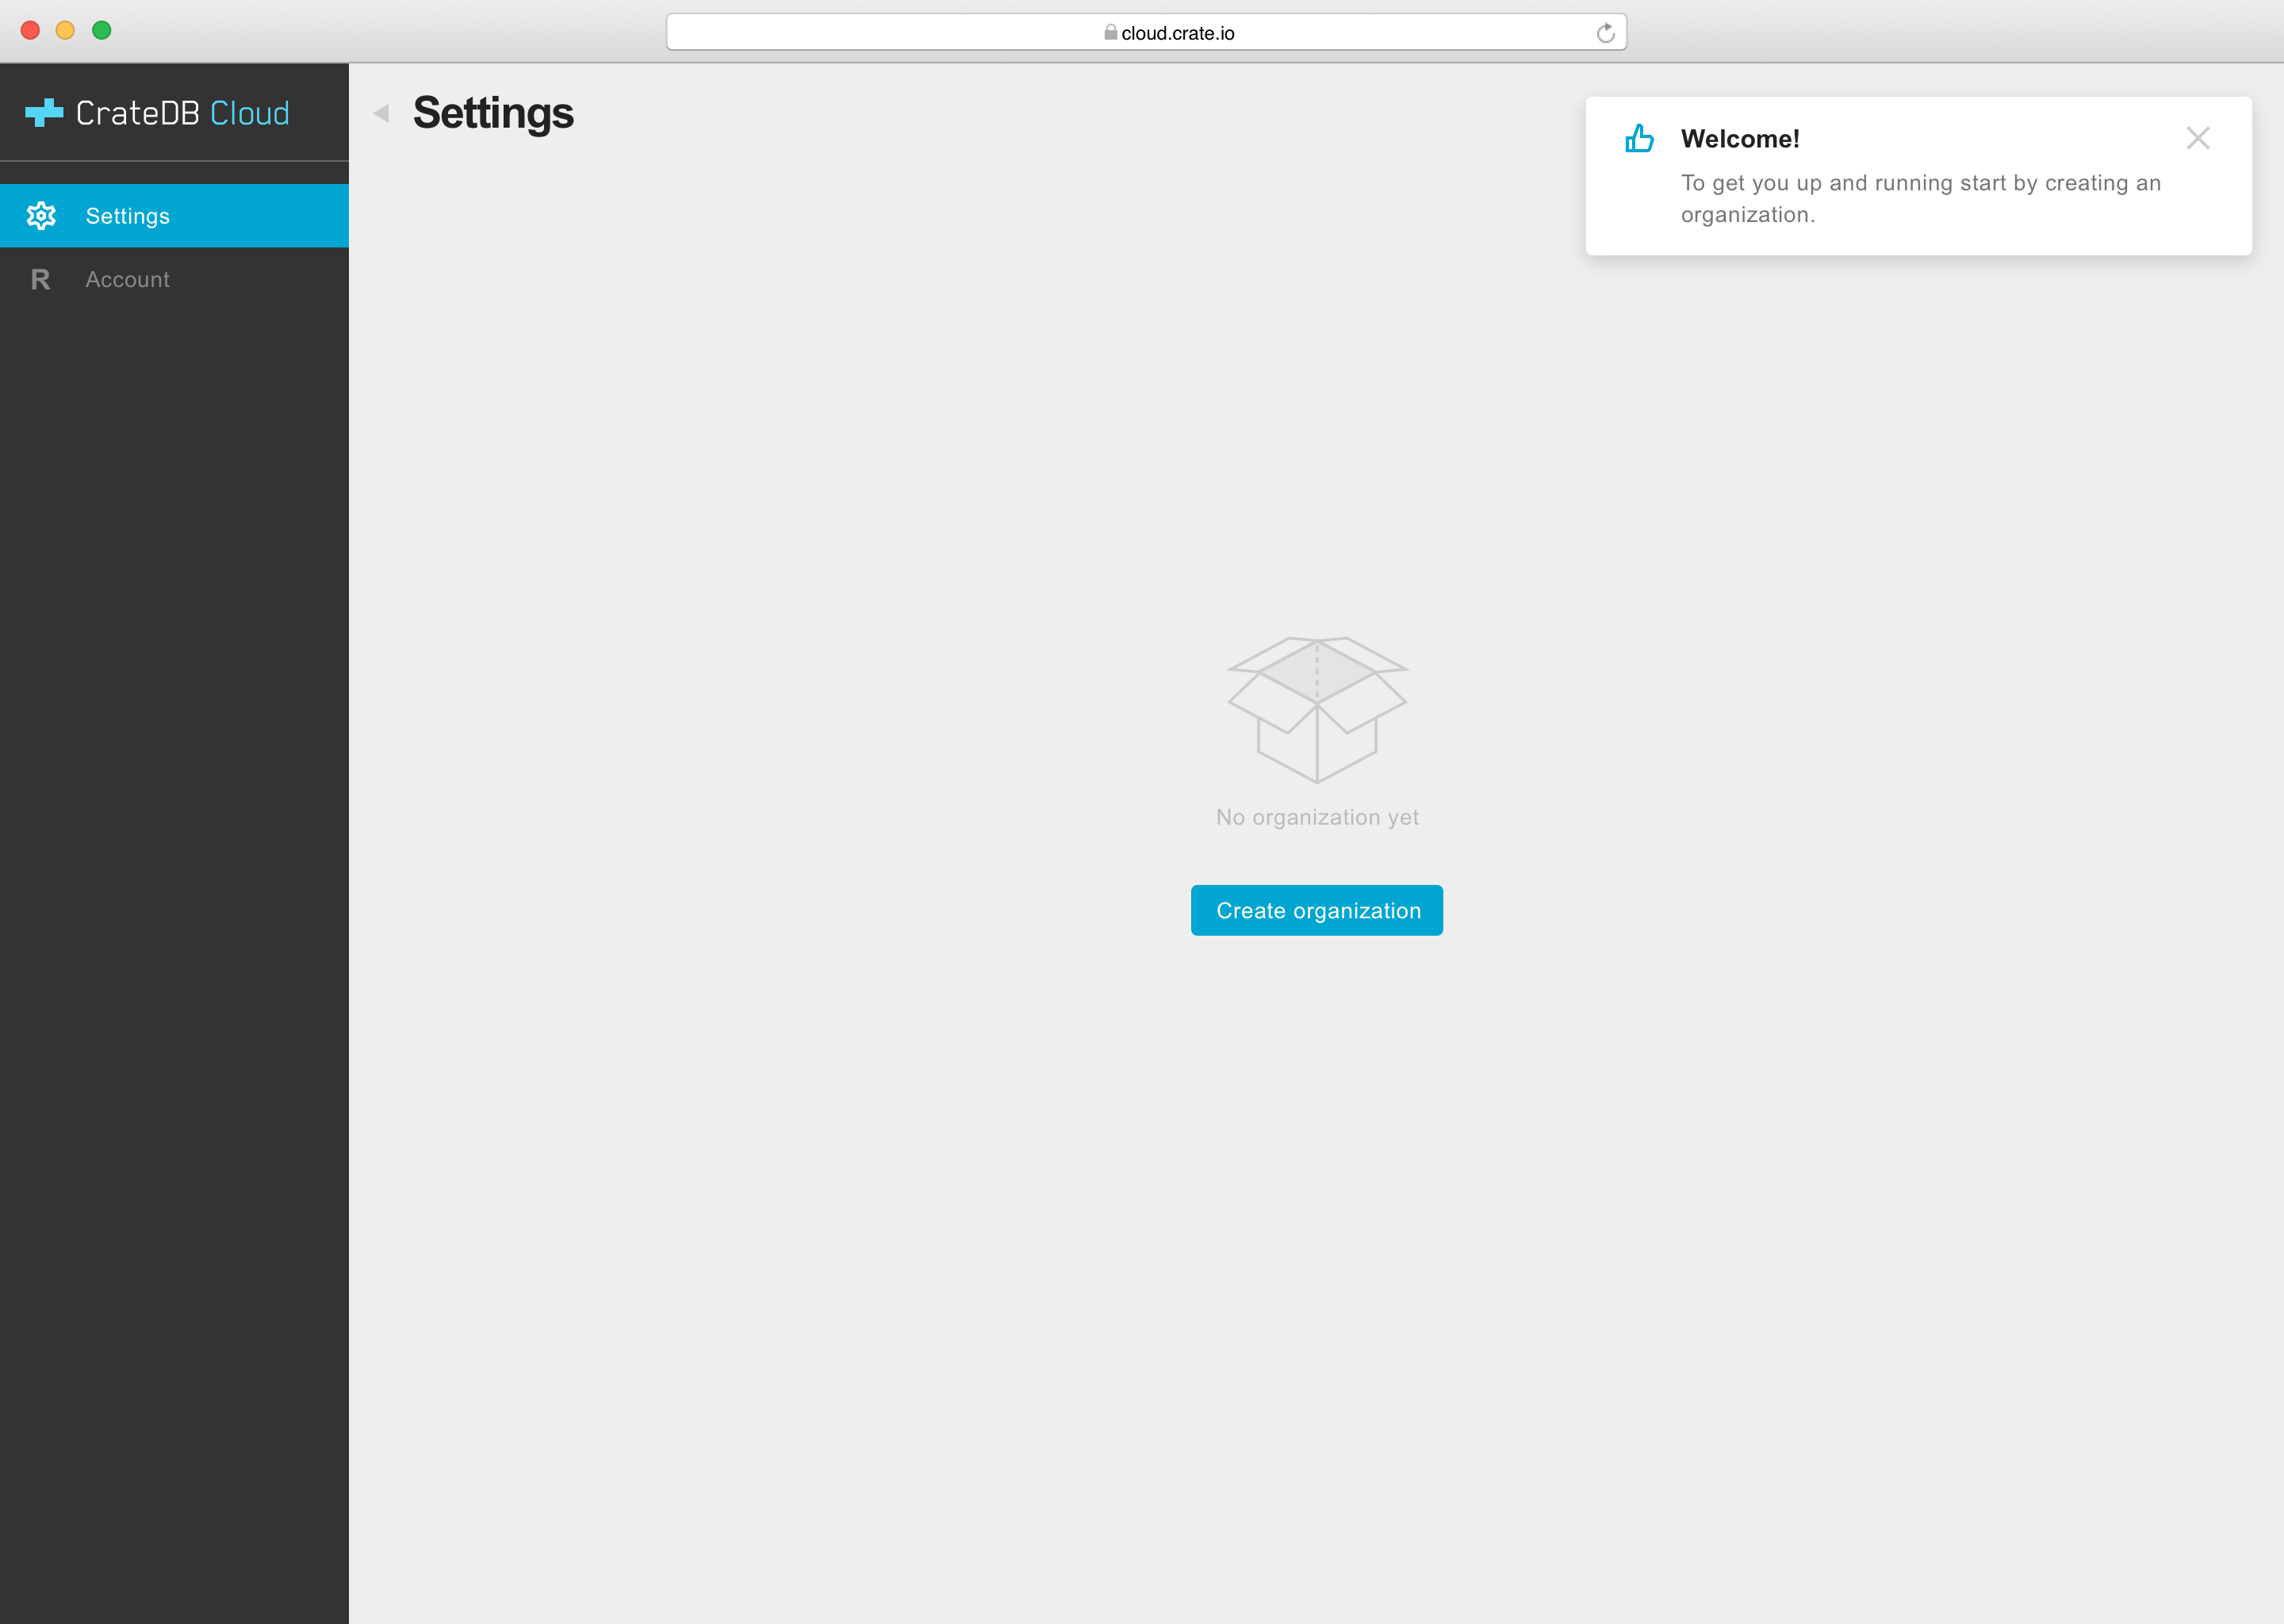 cloud.crate.io
CrateDB Cloud
Settings
Settings
R Account
Welcome!
To get you up and running start by creating an
organization.
No organization yet
Create organization